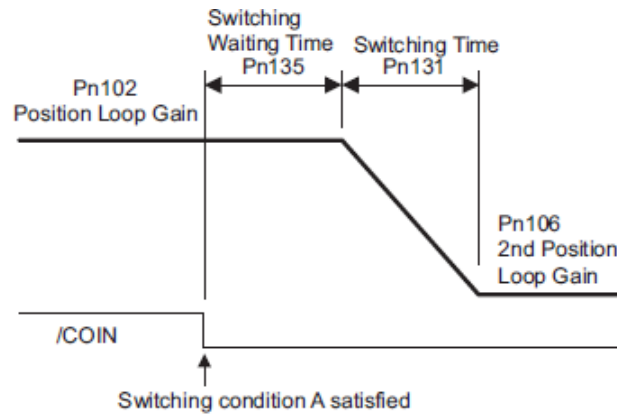 Switching
Waiting Time
Pn135
Switching Time
Pn131
Pn102
Position Loop Gain
Pn106
2nd Position
Loop Gain
/COIN
Switching condition A satisfied